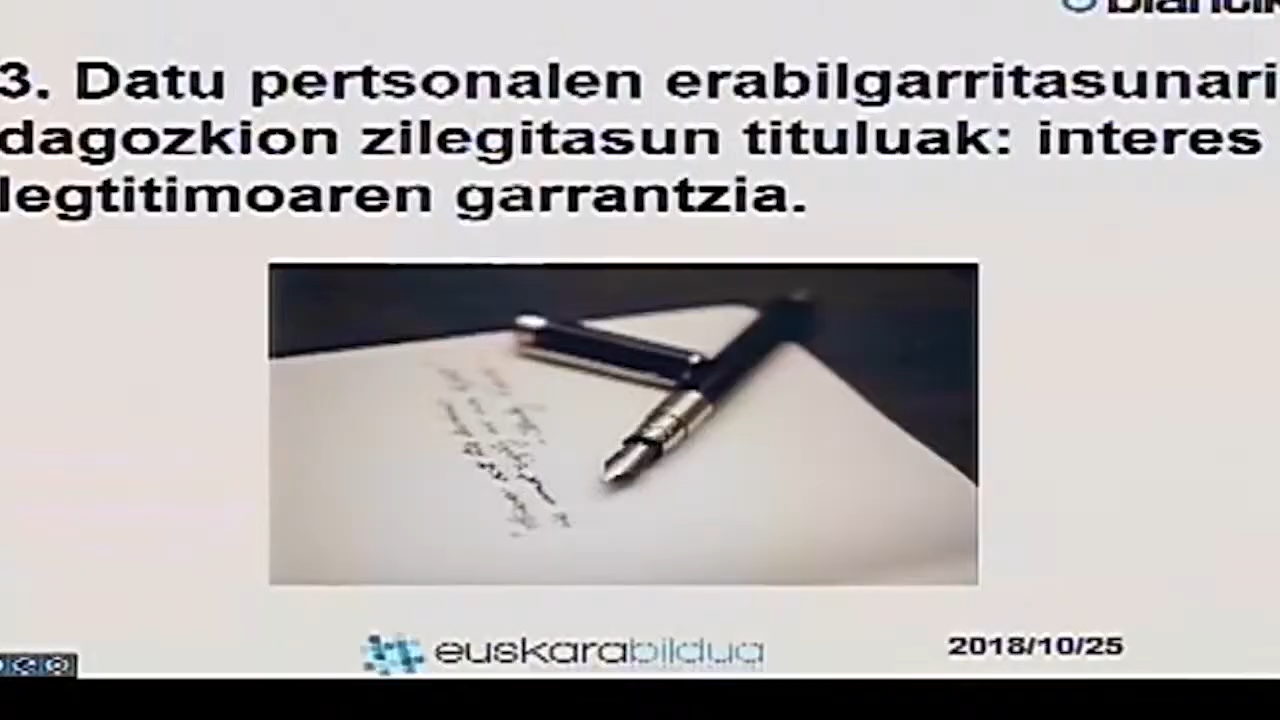 3. Datu pertsonalen erabilgarritasunari
dagozkion zilegitasun tituluak: interes
legtitimoaren garrantzia.
euskarabildua
2018/10/25